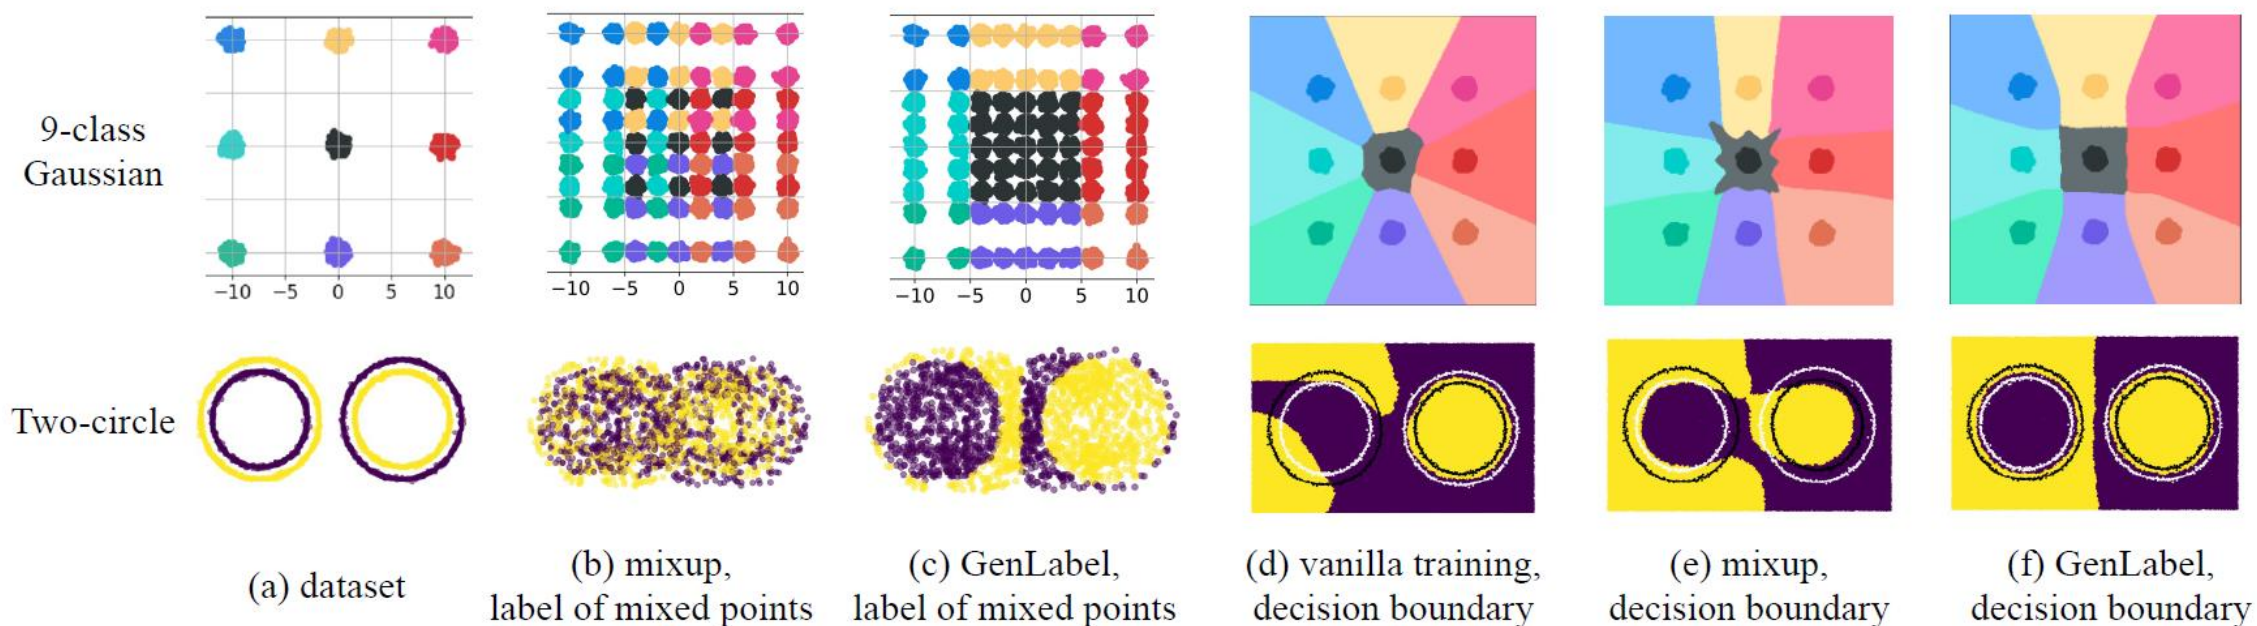 9-class
Gaussian
−10 −5 0 5 10
−10 −5 0 5 10
−10 −5 0 5 10
Two-circle
(a) dataset
(b) mixup,
label of mixed points
(c) GenLabel,
label of mixed points
(d) vanilla training,
decision boundary
(e) mixup,
decision boundary
(f) GenLabel,
decision boundary